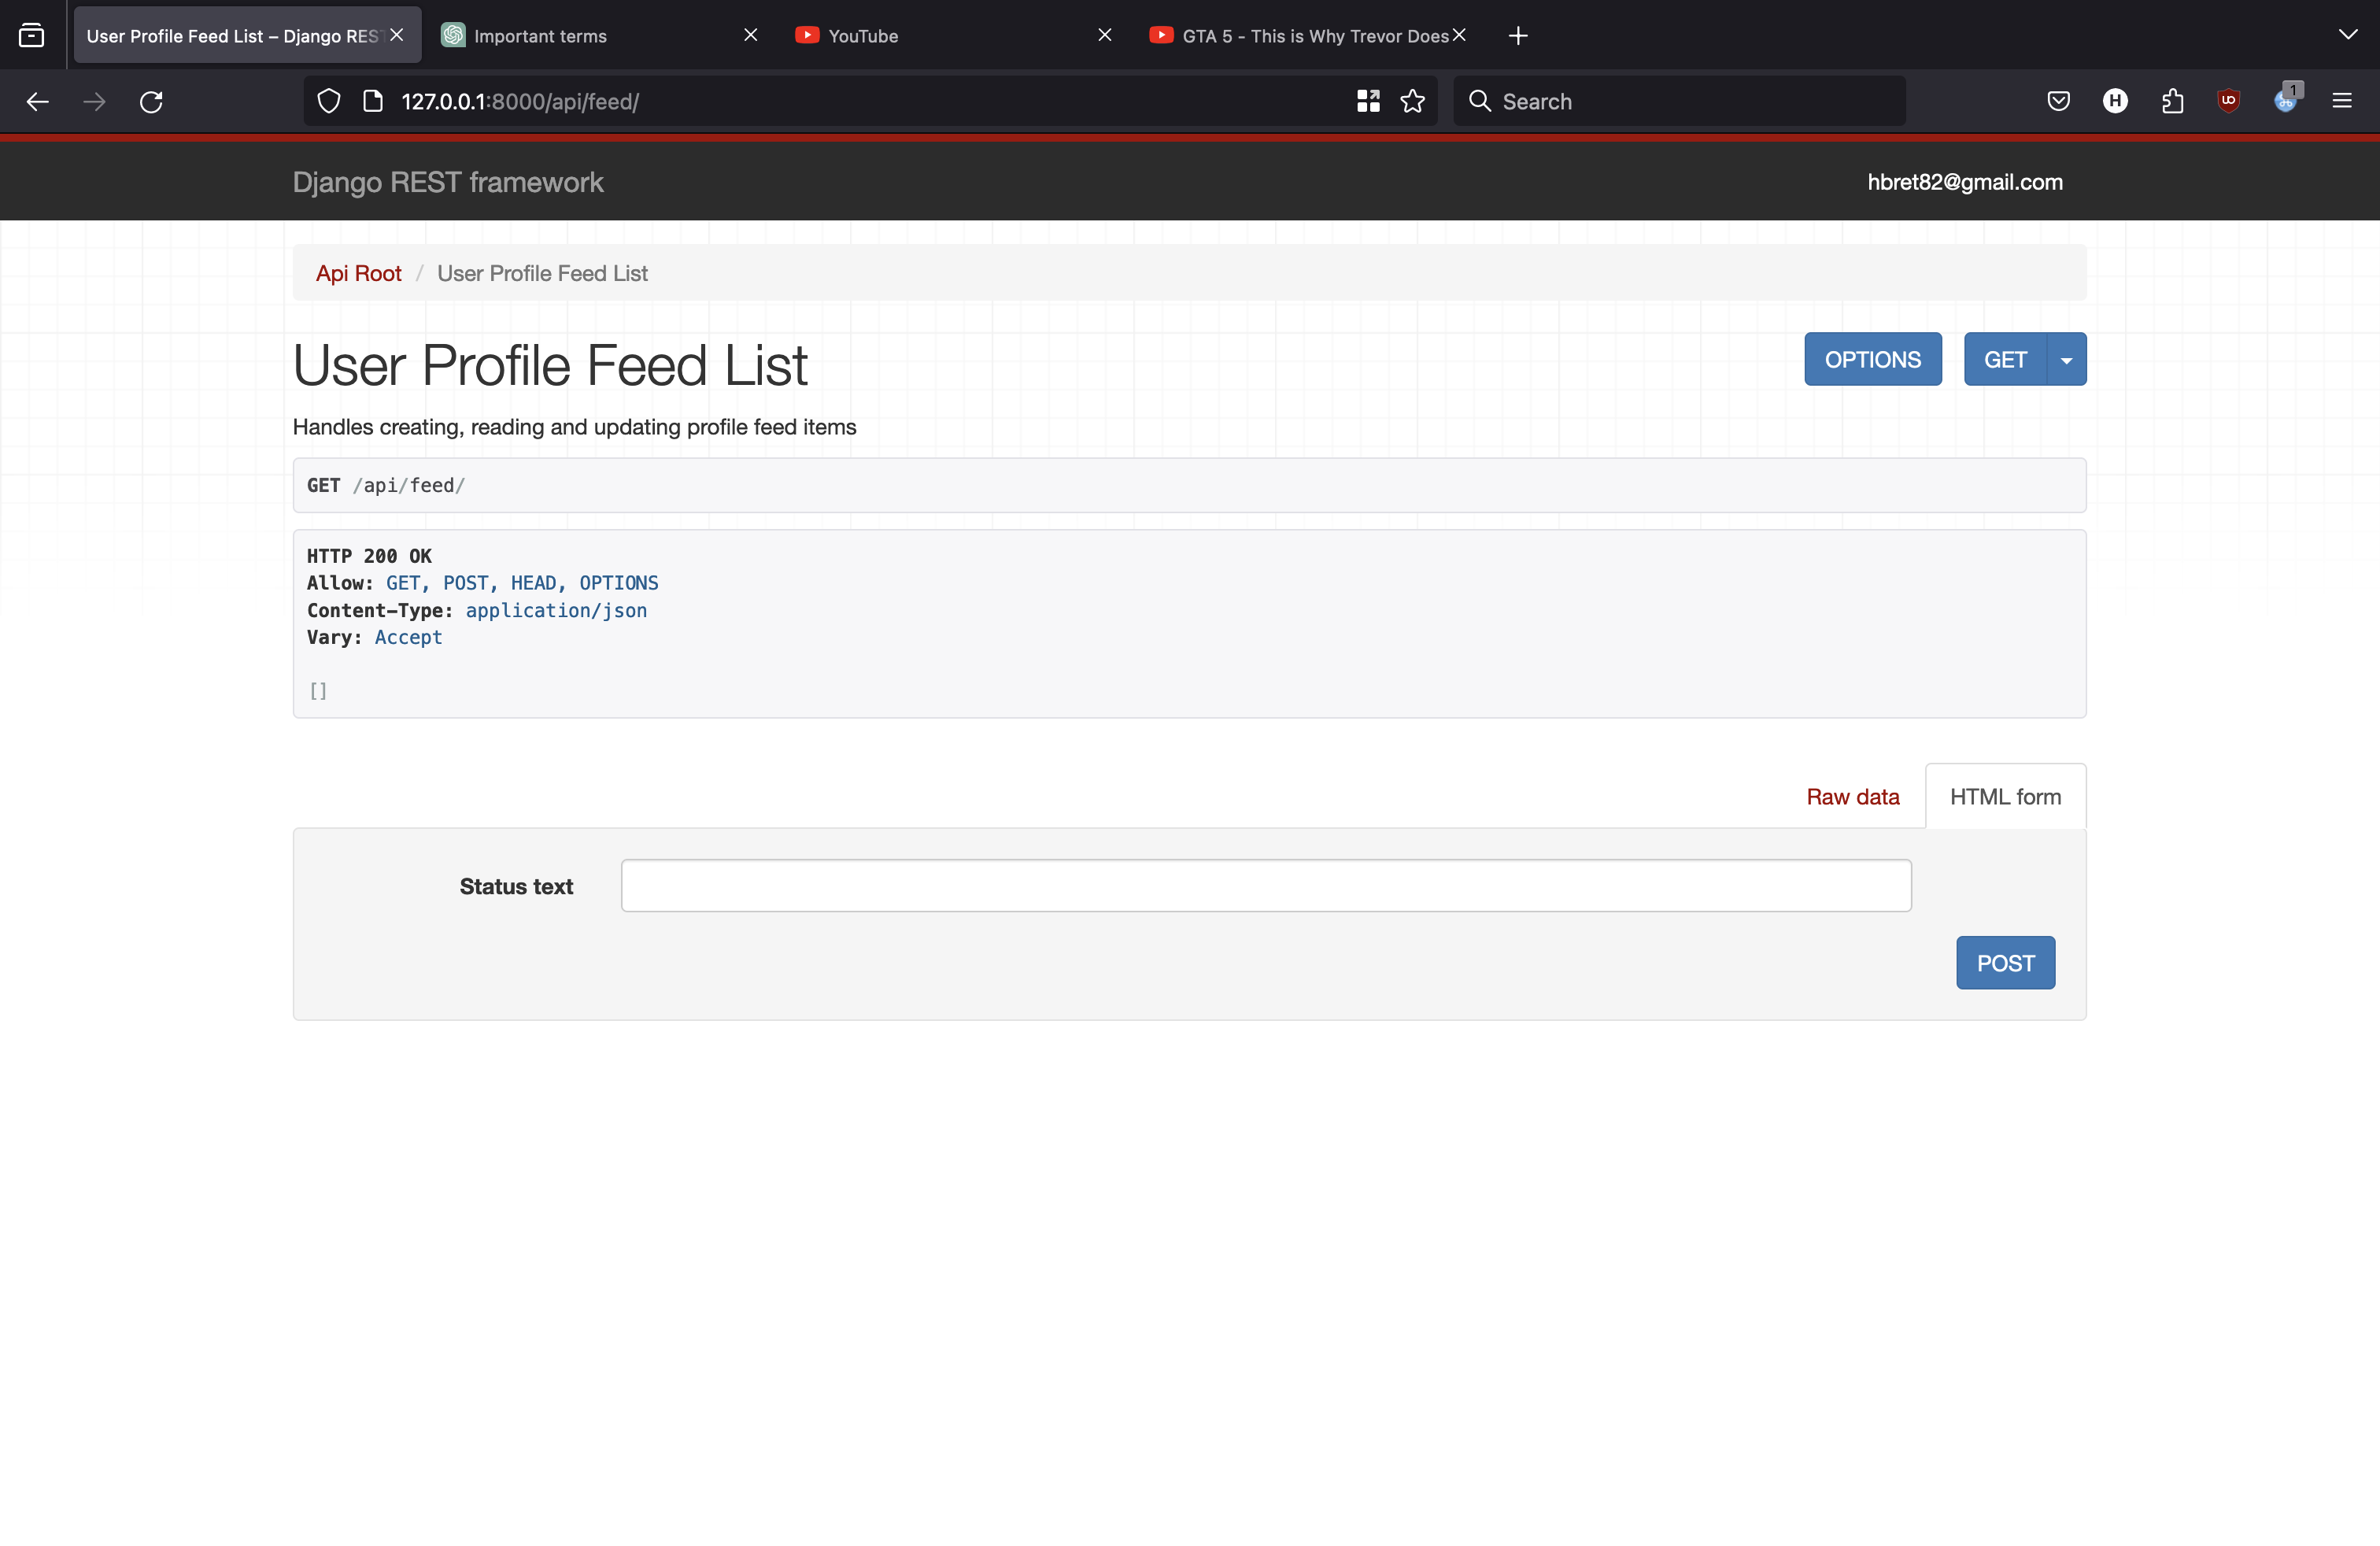 User Profile Feed List – Django RES
Important terms
YouTube
GTA 5 - This is Why Trevor Does
127.0.0.1:8000/api/feed/
Search
H
UO
1
Django REST framework
hbret82@gmail.com
Api Root / User Profile Feed List
User Profile Feed List
OPTIONS
GET
Handles creating, reading and updating profile feed items
GET /api/feed/
HTTP 200 OK
Allow: GET, POST, HEAD, OPTIONS
Content-Type: application/json
Vary: Accept
[]
Raw data
HTML form
Status text
POST